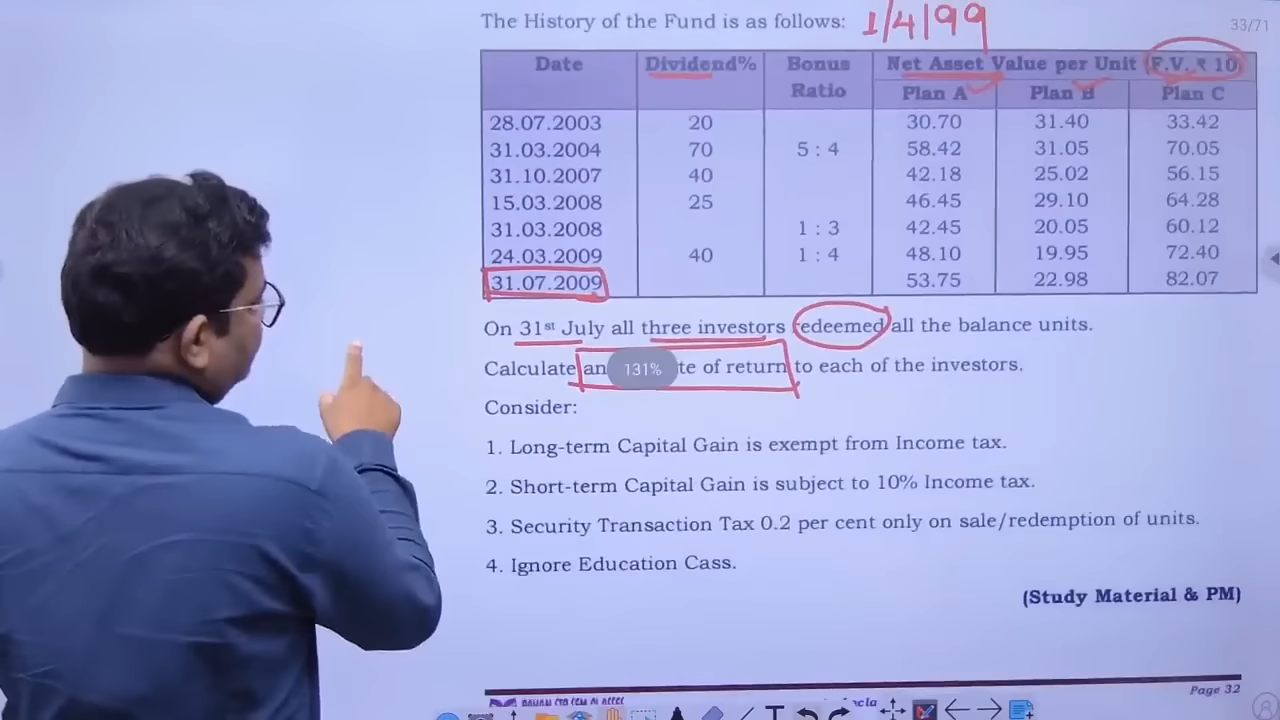 The History of the Fund is as follows: 1/4/99
33/71
Date Dividend% Bonus Ratio Net Asset Value per Unit (F.V. ₹ 10)
Plan A Plan B Plan C
28.07.2003 20 30.70 31.40 33.42
31.03.2004 70 5 : 4 58.42 31.05 70.05
31.10.2007 40 42.18 25.02 56.15
15.03.2008 25 46.45 29.10 64.28
31.03.2008 1 : 3 42.45 20.05 60.12
24.03.2009 40 1 : 4 48.10 19.95 72.40
31.07.2009 53.75 22.98 82.07
On 31st July all three investors redeemed all the balance units.
Calculate an 131% te of return to each of the investors.
Consider:
1. Long-term Capital Gain is exempt from Income tax.
2. Short-term Capital Gain is subject to 10% Income tax.
3. Security Transaction Tax 0.2 per cent only on sale/redemption of units.
4. Ignore Education Cass.
(Study Material & PM)
Page 32